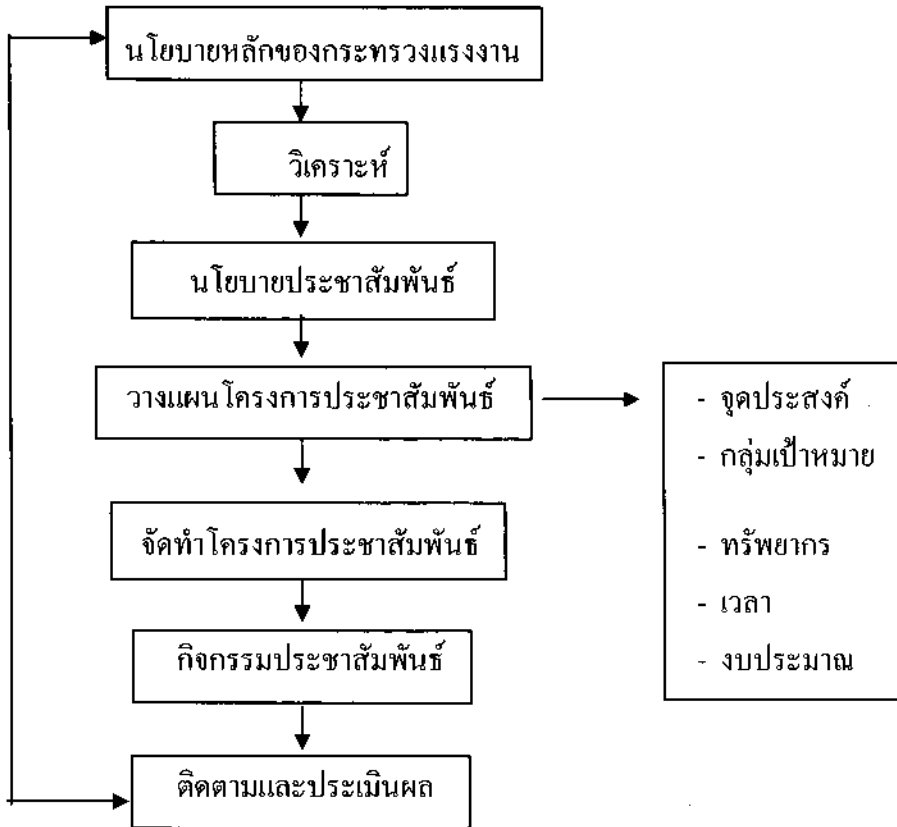 นโยบายหลักของกระทรวงแรงงาน
วิเคราะห์
นโยบายประชาสัมพันธ์
วางแผนโครงการประชาสัมพันธ์
- จุดประสงค์
- กลุ่มเป้าหมาย
- ทรัพยากร
- เวลา
- งบประมาณ
จัดทำโครงการประชาสัมพันธ์
กิจกรรมประชาสัมพันธ์
ติดตามและประเมินผล